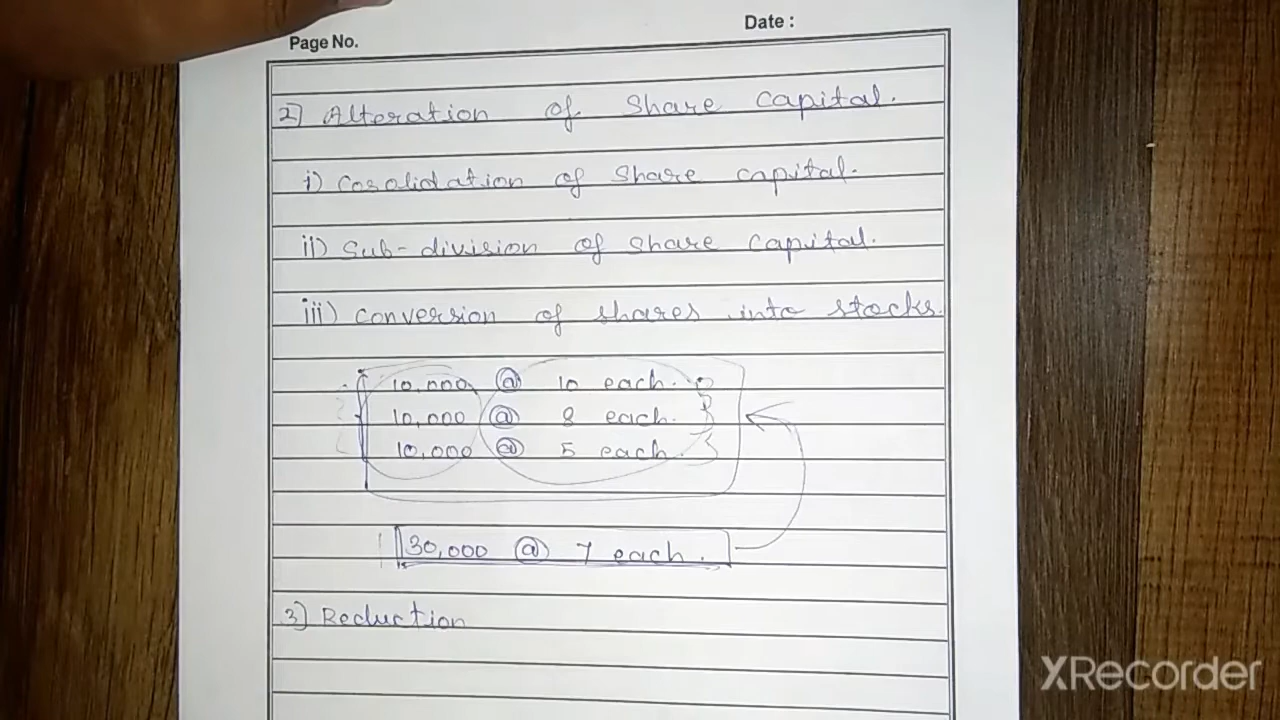 Page No.
Date :
2) Alteration of Share Capital.
i) Cosolidation of Share capital.
ii) Sub-division of share capital.
iii) Conversion of shares into stocks.
10,000 @ 10 each.
10,000 @ 8 each.
10,000 @ 5 each.
30,000 @ 7 each.
3) Reduction
XRecorder